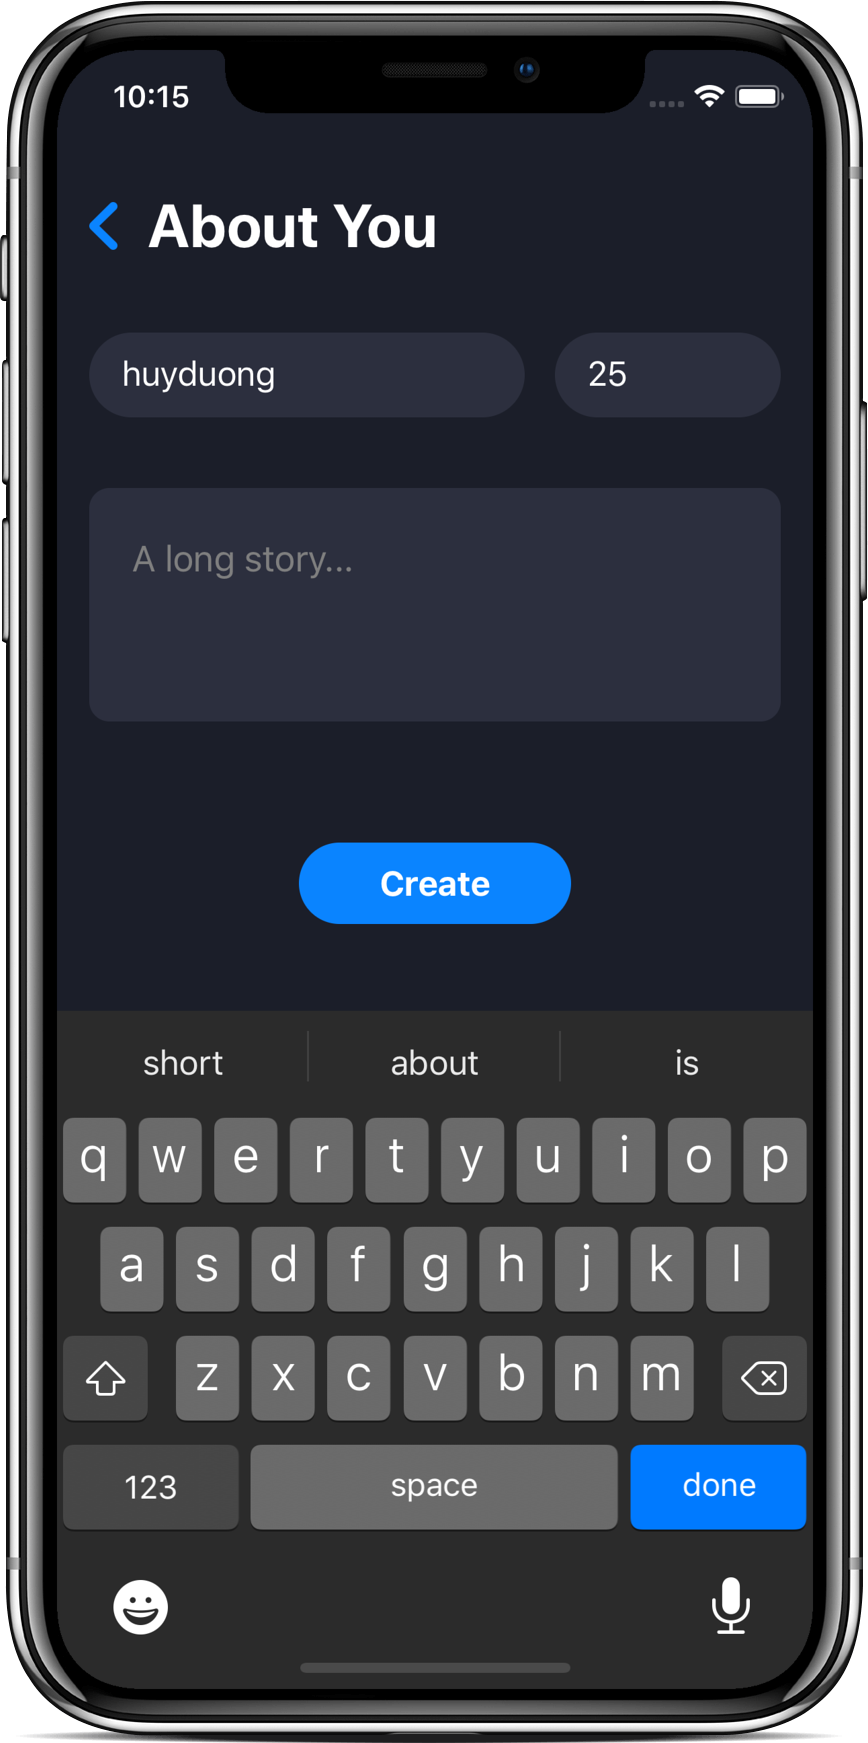 10:15
About You
huyduong 25
A long story...
Create
short about is
q w e r t y u i o p
a s d f g h j k l
z x c v b n m
123 space done